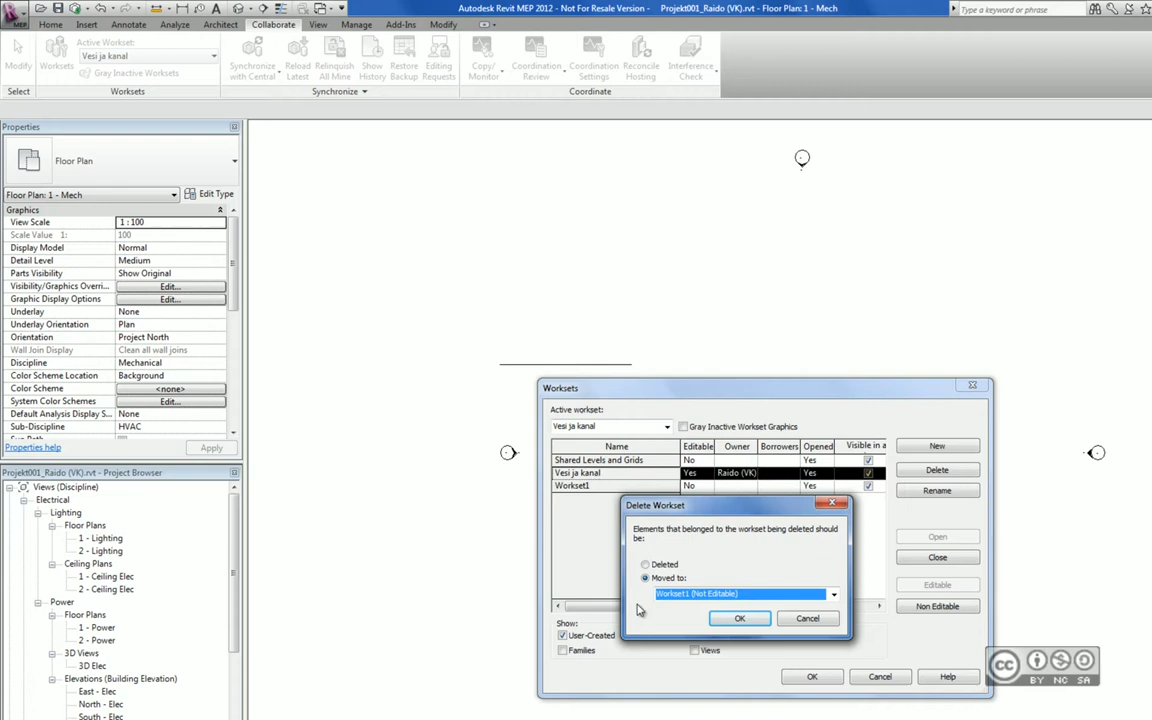 Autodesk Revit MEP 2012 - Not For Resale Version - Projekt001_Raido (VK).rvt - Floor Plan: 1 - Mech
Type a keyword or phrase
MEP
Home Insert Annotate Analyze Architect Collaborate View Manage Add-Ins Modify
Modify
Worksets
Active Workset:
Vesi ja kanal
Gray Inactive Worksets
Synchronize with Central
Reload Latest
Relinquish All Mine
Show History
Restore Backup
Editing Requests
Copy/ Monitor
Coordination Review
Coordination Settings
Reconcile Hosting
Interference Check
Select Worksets Synchronize Coordinate
Properties
Floor Plan
Floor Plan: 1 - Mech Edit Type
Graphics
View Scale 1 : 100
Scale Value 1: 100
Display Model Normal
Detail Level Medium
Parts Visibility Show Original
Visibility/Graphics Overri... Edit...
Graphic Display Options Edit...
Underlay None
Underlay Orientation Plan
Orientation Project North
Wall Join Display Clean all wall joins
Discipline Mechanical
Color Scheme Location Background
Color Scheme <none>
System Color Schemes Edit...
Default Analysis Display S... None
Sub-Discipline HVAC
Properties help Apply
Projekt001_Raido (VK).rvt - Project Browser
Views (Discipline)
Electrical
Lighting
Floor Plans
1 - Lighting
2 - Lighting
Ceiling Plans
1 - Ceiling Elec
2 - Ceiling Elec
Power
Floor Plans
1 - Power
2 - Power
3D Views
3D Elec
Elevations (Building Elevation)
East - Elec
North - Elec
South - Elec
Worksets
Active workset:
Vesi ja kanal Gray Inactive Workset Graphics
Name Editable Owner Borrowers Opened Visible in a
Shared Levels and Grids No Yes
Vesi ja kanal Yes Raido (VK) Yes
Workset1 No Yes
New
Delete
Rename
Open
Close
Editable
Non Editable
Show:
User-Created
Families Views
OK Cancel Help
Delete Workset
Elements that belonged to the workset being deleted should
be:
Deleted
Moved to:
Workset1 (Not Editable)
OK Cancel
cc
BY NC SA